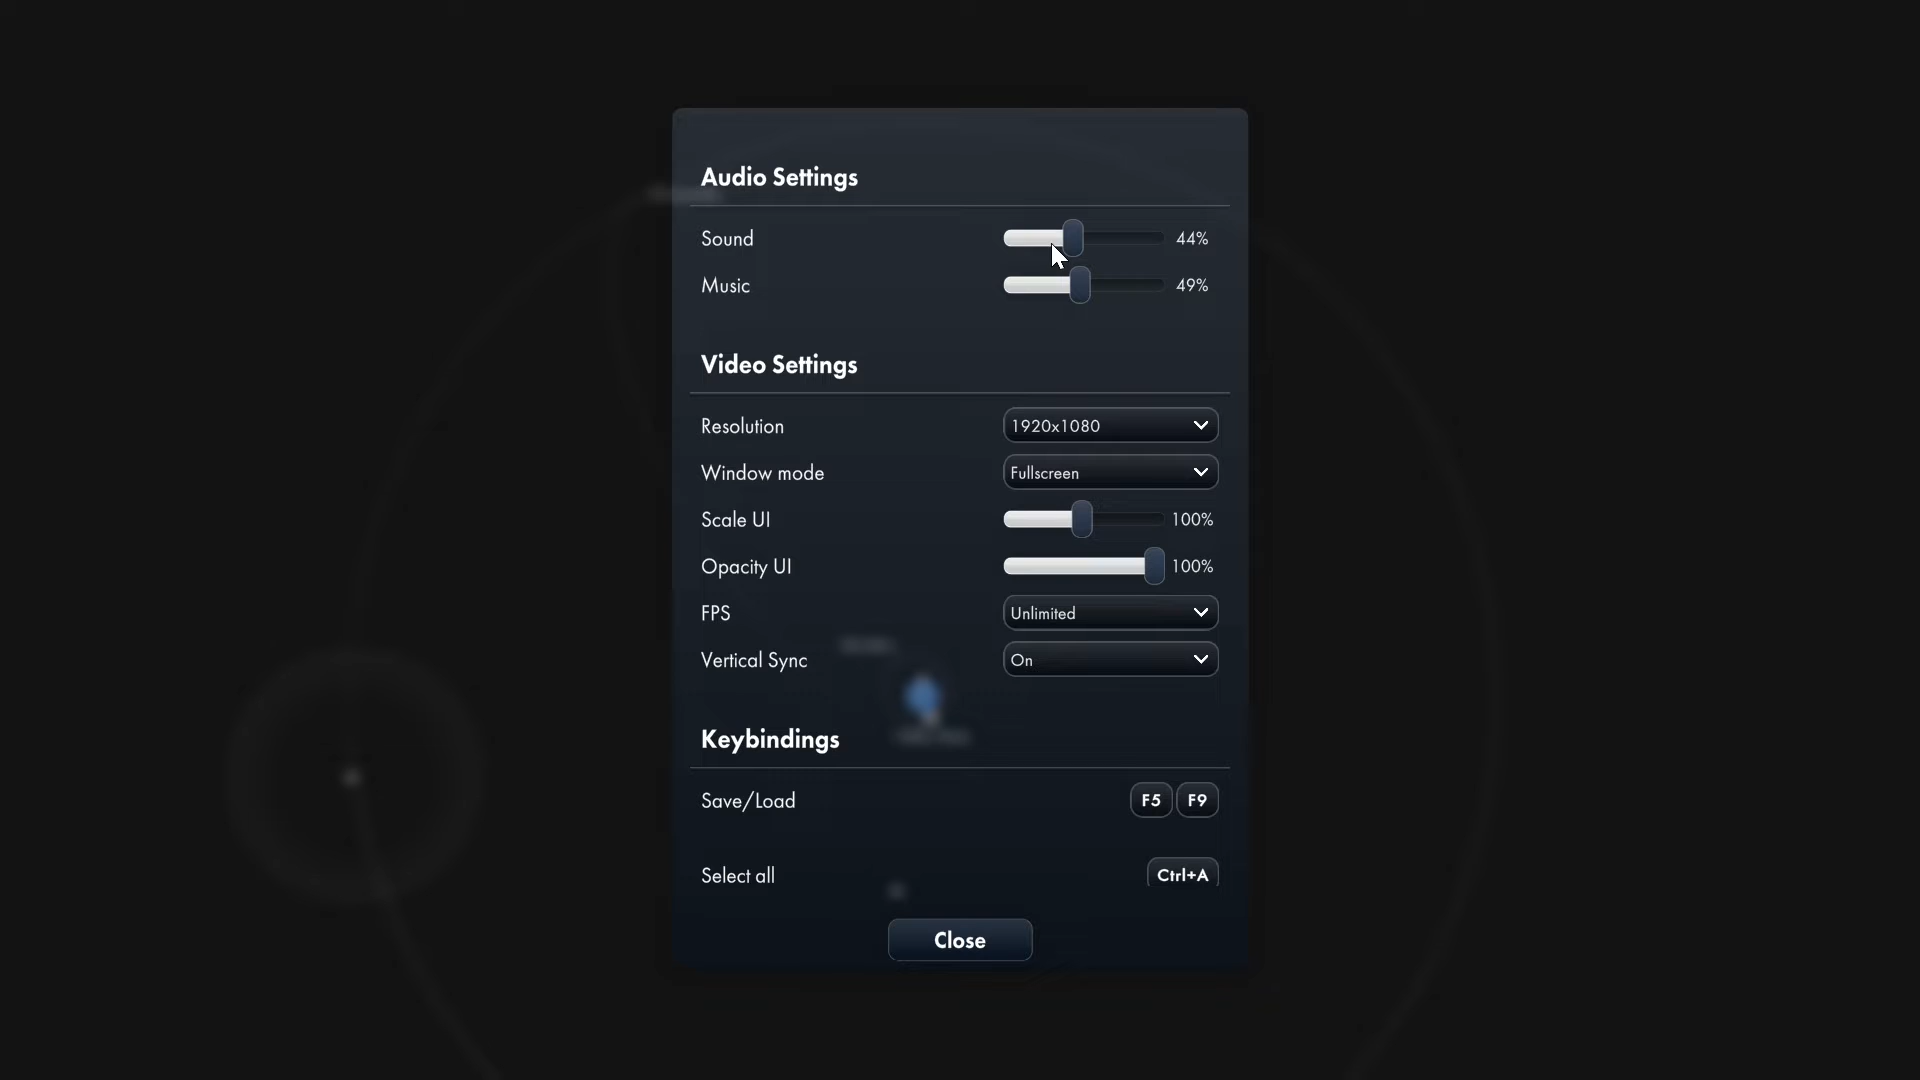 Audio Settings
Sound 44%
Music 49%
Video Settings
Resolution 1920x1080
Window mode Fullscreen
Scale UI 100%
Opacity UI 100%
FPS Unlimited
Vertical Sync On
Keybindings
Save/Load F5 F9
Select all Ctrl+A
Close